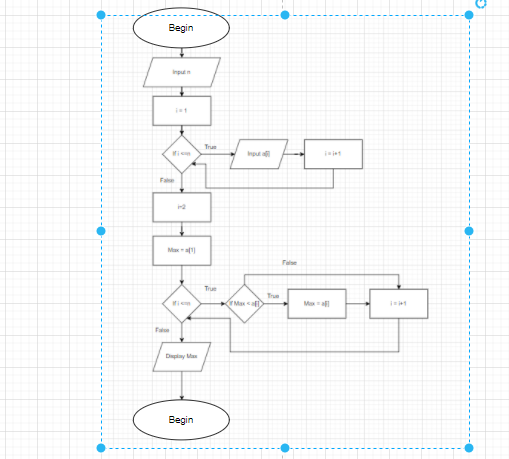 Begin
Input n
i = 1
If i <=n
True
Input a[i]
i = i+1
False
i=2
Max = a[1]
False
If i <=n
True
If Max < a[i]
True
Max = a[i]
i = i+1
False
Display Max
Begin